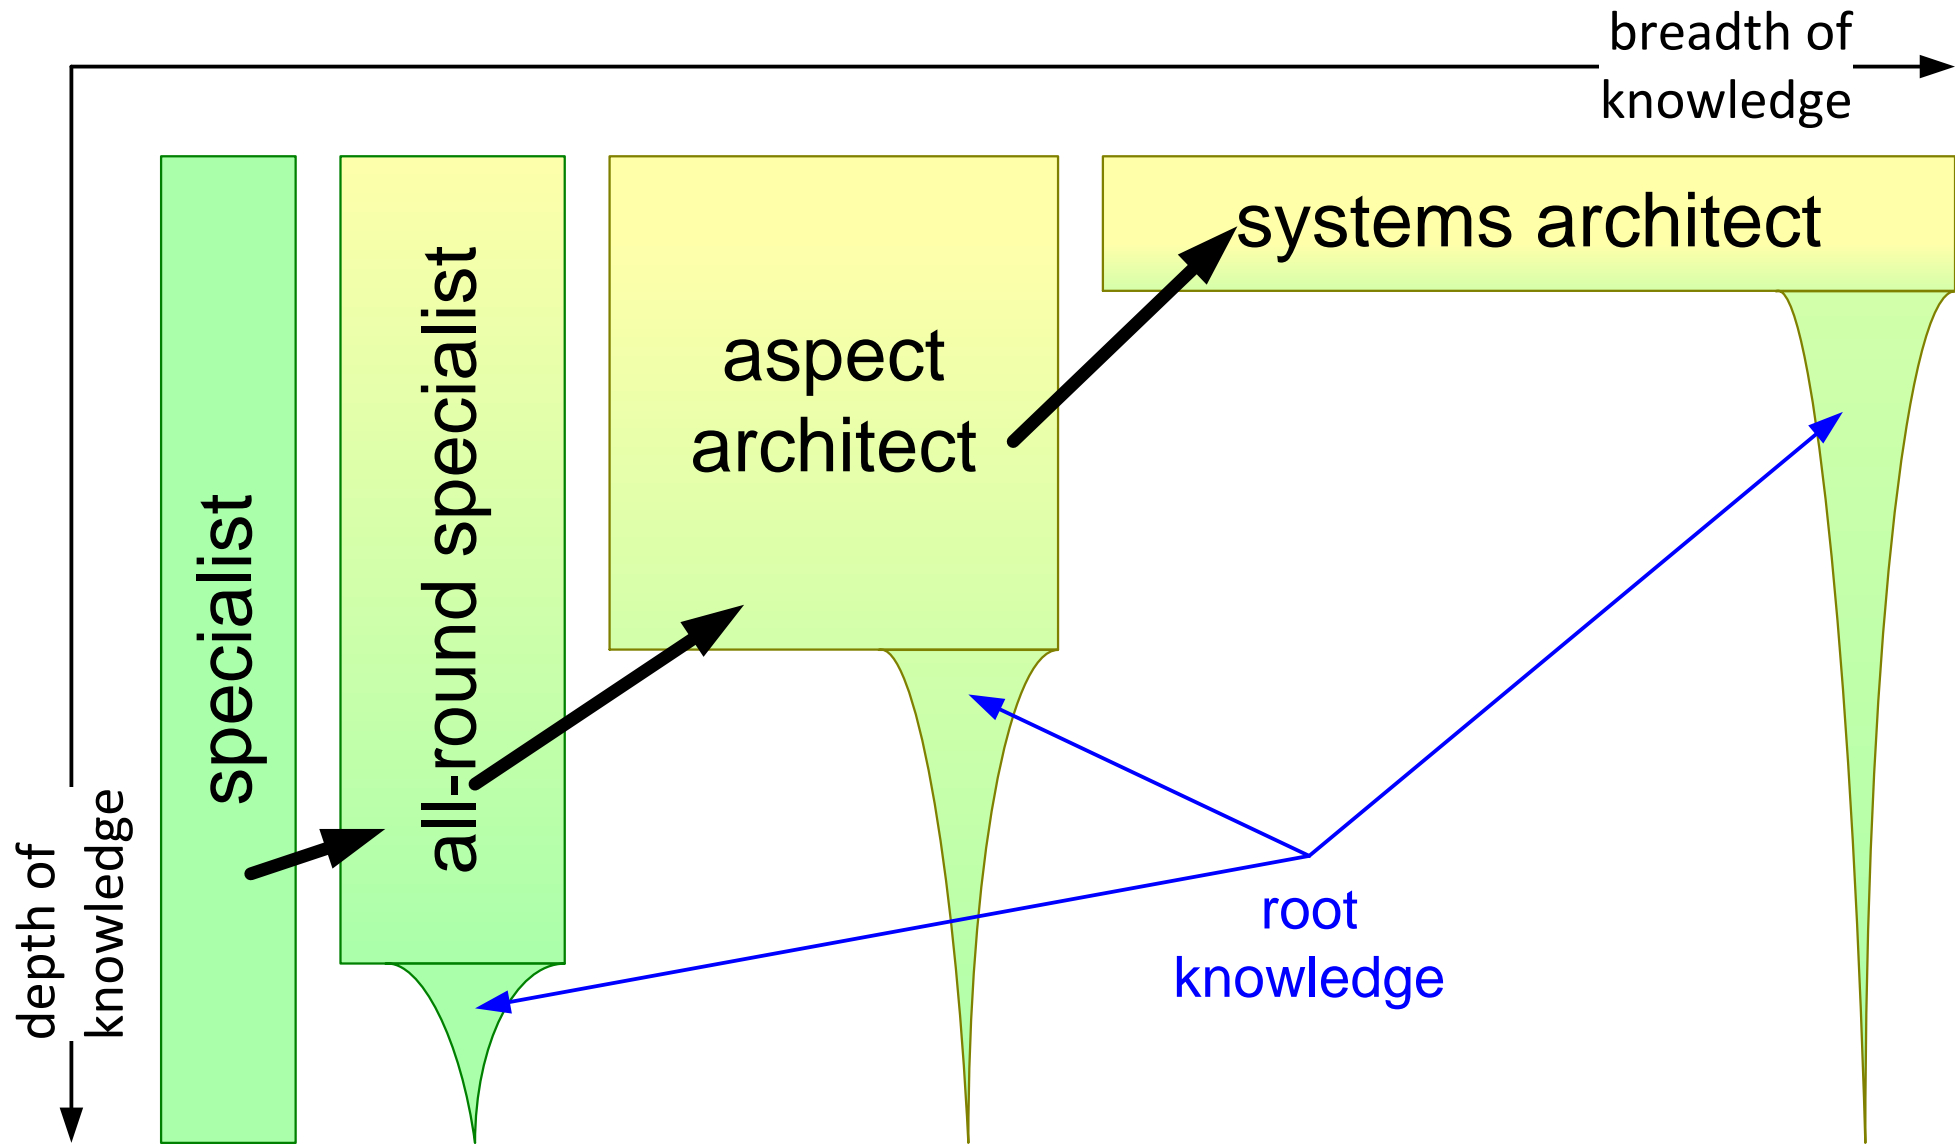 breadth of
knowledge
systems architect
aspect
architect
all-round specialist
specialist
depth of
knowledge
root
knowledge